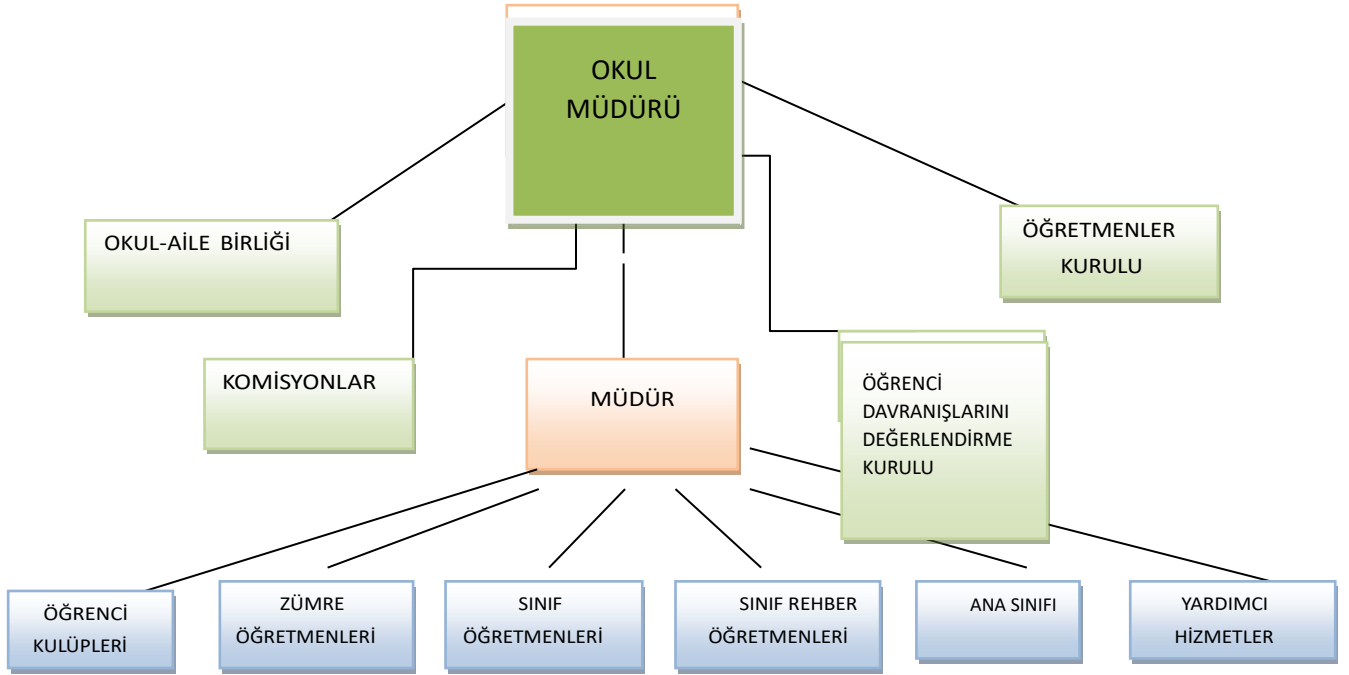 OKUL
MÜDÜRÜ
OKUL-AİLE BİRLİĞİ
ÖĞRETMENLER
KURULU
KOMİSYONLAR
MÜDÜR
ÖĞRENCİ
DAVRANIŞLARINI
DEĞERLENDİRME
KURULU
ÖĞRENCİ
KULÜPLERİ
ZÜMRE
ÖĞRETMENLERİ
SINIF
ÖĞRETMENLERİ
SINIF REHBER
ÖĞRETMENLERİ
ANA SINIFI
YARDIMCI
HİZMETLER